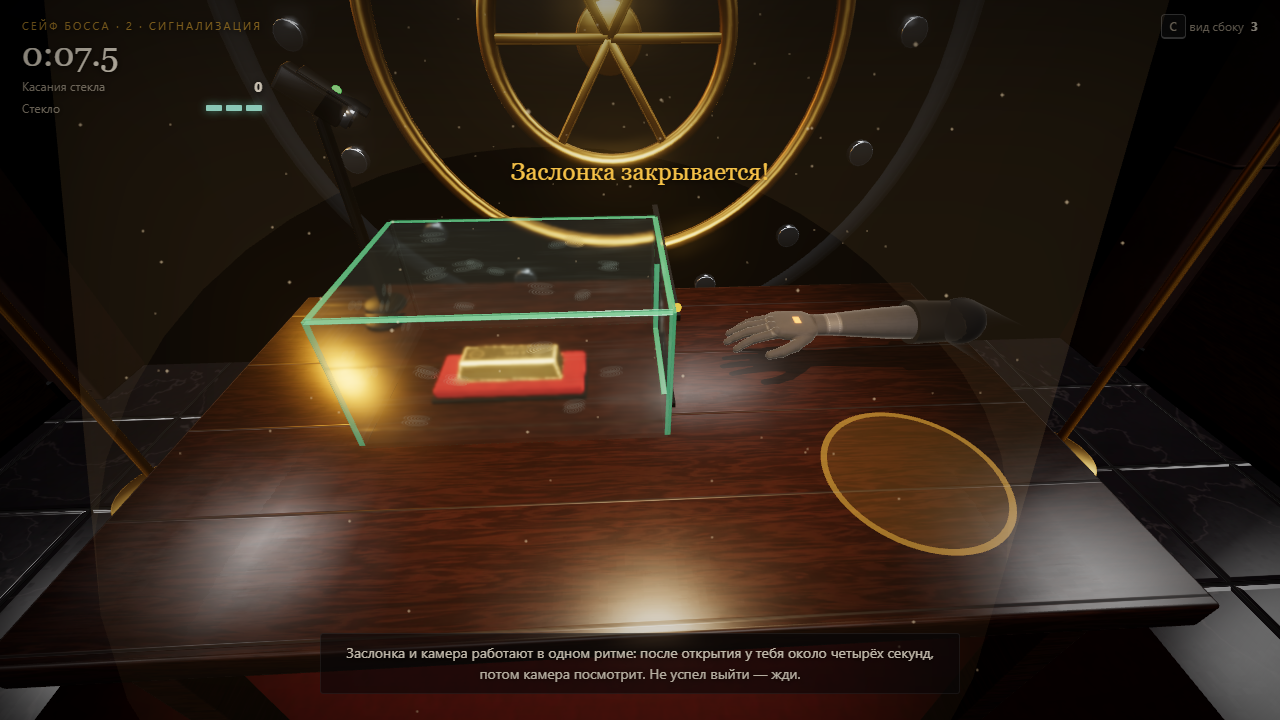 СЕЙФ БОССА · 2 · СИГНАЛИЗАЦИЯ
0:07.5
Касания стекла 0
Стекло
C вид сбоку 3
Заслонка закрывается!
Заслонка и камера работают в одном ритме: после открытия у тебя около четырёх секунд,
потом камера посмотрит. Не успел выйти — жди.